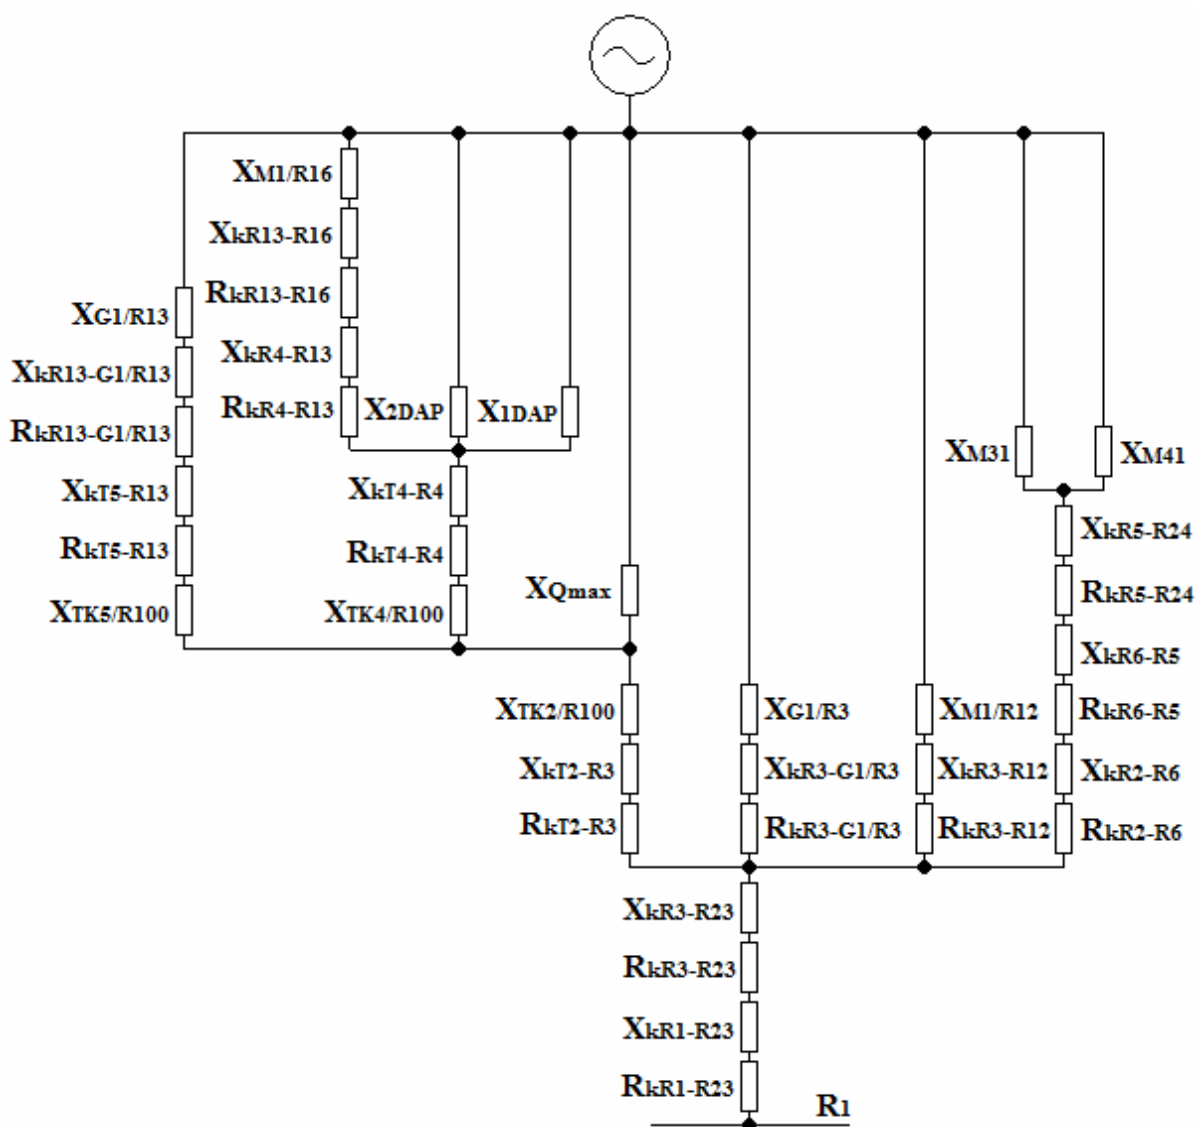 XM1/R16
XkR13-R16
RkR13-R16
XkR4-R13
RkR4-R13
XG1/R13
XkR13-G1/R13
RkR13-G1/R13
XkT5-R13
RkT5-R13
XTK5/R100
X2DAP
X1DAP
XkT4-R4
RkT4-R4
XTK4/R100
XQmax
XTK2/R100
XkT2-R3
RkT2-R3
XG1/R3
XkR3-G1/R3
RkR3-G1/R3
XM1/R12
XkR3-R12
RkR3-R12
XM31
XM41
XkR5-R24
RkR5-R24
XkR6-R5
RkR6-R5
XkR2-R6
RkR2-R6
XkR3-R23
RkR3-R23
XkR1-R23
RkR1-R23
R1